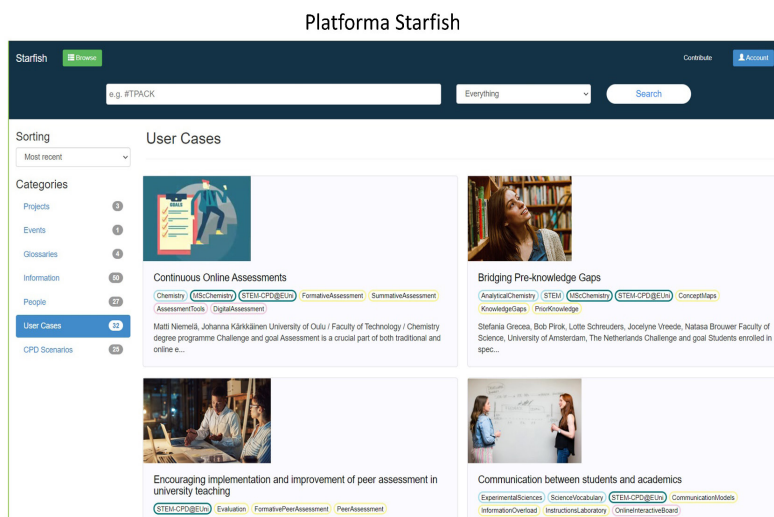 Platforma Starfish
Starfish Browse Contribute Account
e.g. #TPACK Everything Search
Sorting
Most recent
Categories
Projects 3
Events 1
Glossaries 4
Information 50
People 27
User Cases 32
CPD Scenarios 25
User Cases
GOALS
Continuous Online Assessments
Chemistry MScChemistry STEM-CPD@EUni FormativeAssessment SummativeAssessment
AssessmentTools DigitalAssessment
Matti Niemelä, Johanna Kärkkäinen University of Oulu / Faculty of Technology / Chemistry
degree programme Challenge and goal Assessment is a crucial part of both traditional and
online e...
Bridging Pre-knowledge Gaps
AnalyticalChemistry STEM MScChemistry STEM-CPD@EUni ConceptMaps
KnowledgeGaps PriorKnowledge
Stefania Grecea, Bob Pirok, Lotte Schreuders, Jocelyne Vreede, Natasa Brouwer Faculty of
Science, University of Amsterdam, The Netherlands Challenge and goal Students enrolled in
spec...
Encouraging implementation and improvement of peer assessment in
university teaching
STEM-CPD@EUni Evaluation FormativePeerAssessment PeerAssessment
Communication between students and academics
ExperimentalSciences ScienceVocabulary STEM-CPD@EUni CommunicationModels
InformationOverload InstructionsLaboratory OnlineInteractiveBoard